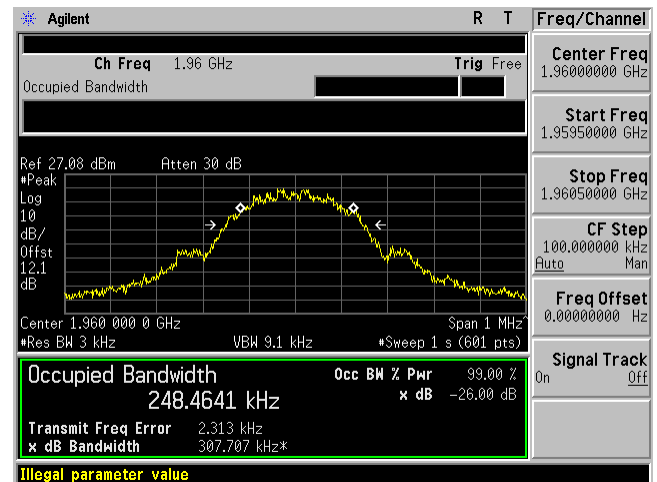 Agilent R T Freq/Channel
Ch Freq 1.96 GHz Trig Free
Occupied Bandwidth
Center Freq
1.96000000 GHz
Start Freq
1.95950000 GHz
Stop Freq
1.96050000 GHz
CF Step
100.000000 kHz
Auto Man
Freq Offset
0.00000000 Hz
Signal Track
On Off
Ref 27.08 dBm Atten 30 dB
#Peak
Log
10
dB/
Offst
12.1
dB
Center 1.960 000 0 GHz Span 1 MHz^
#Res BW 3 kHz VBW 9.1 kHz #Sweep 1 s (601 pts)
Occupied Bandwidth Occ BW % Pwr 99.00 %
248.4641 kHz x dB -26.00 dB
Transmit Freq Error 2.313 kHz
x dB Bandwidth 307.707 kHz*
Illegal parameter value